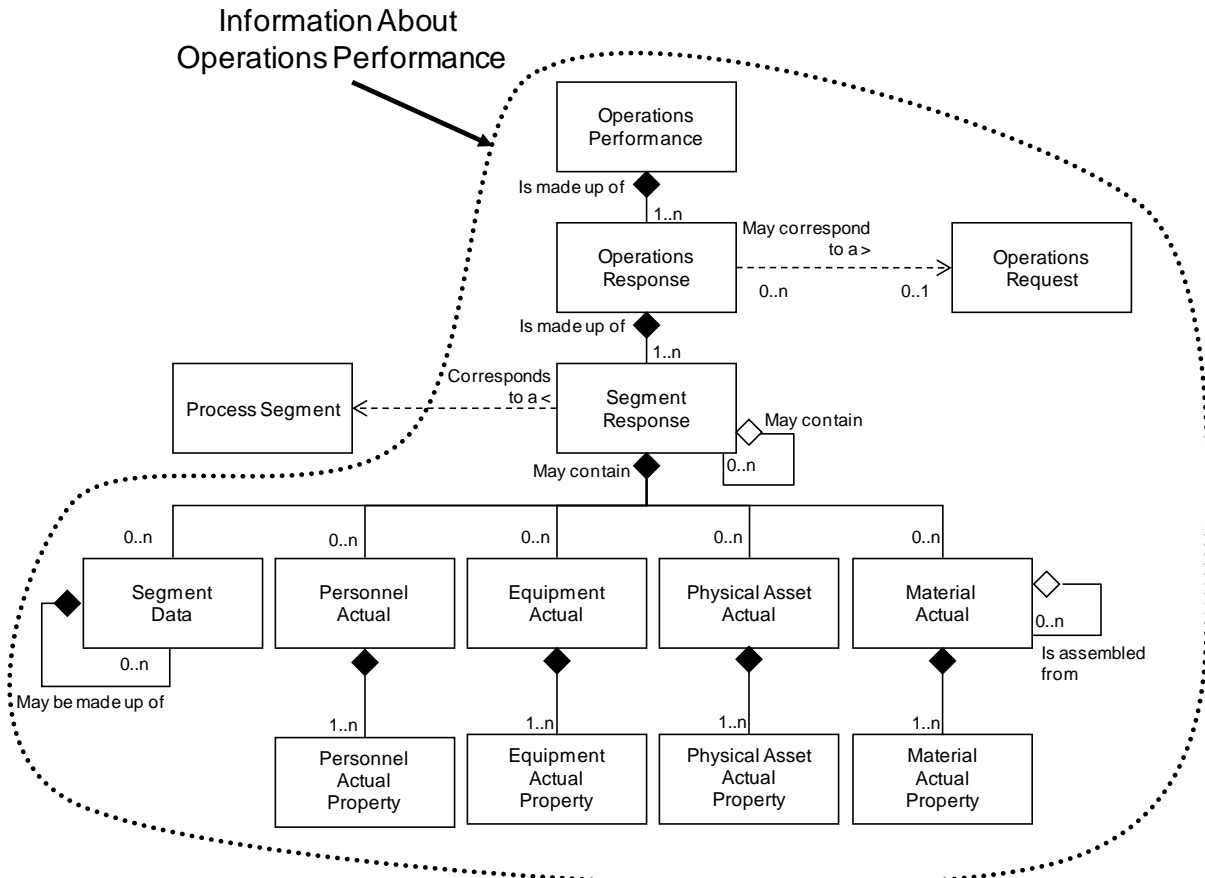 Information About
Operations Performance
Operations
Performance
Is made up of
1..n
Operations
Response
May correspond
to a >
0..n
0..1
Operations
Request
Is made up of
1..n
Process Segment
Corresponds
to a <
Segment
Response
May contain
0..n
May contain
0..n
0..n
0..n
0..n
0..n
Segment
Data
Personnel
Actual
Equipment
Actual
Physical Asset
Actual
Material
Actual
0..n
May be made up of
0..n
Is assembled
from
1..n
1..n
1..n
1..n
Personnel
Actual
Property
Equipment
Actual
Property
Physical Asset
Actual
Property
Material
Actual
Property